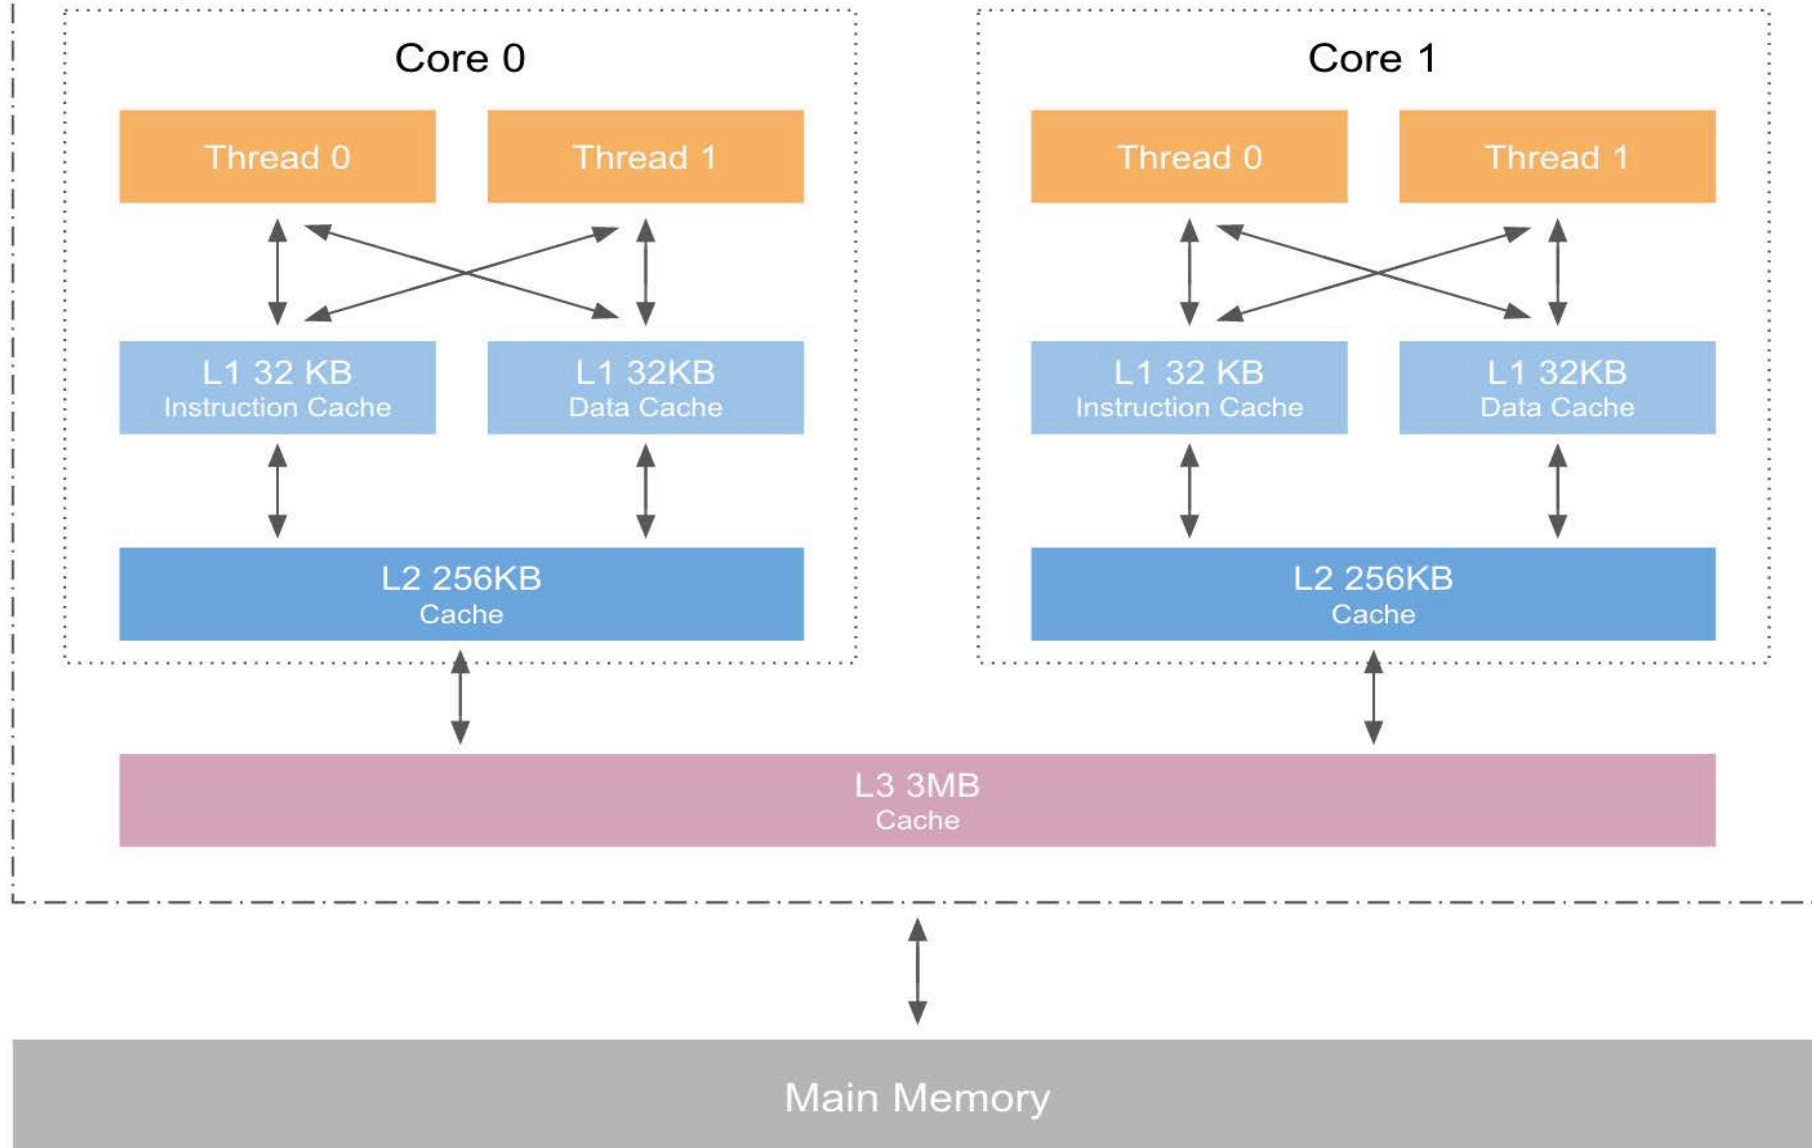 Core 0
Core 1
Thread 0
Thread 1
Thread 0
Thread 1
L1 32 KB
Instruction Cache
L1 32KB
Data Cache
L1 32 KB
Instruction Cache
L1 32KB
Data Cache
L2 256KB
Cache
L2 256KB
Cache
L3 3MB
Cache
Main Memory